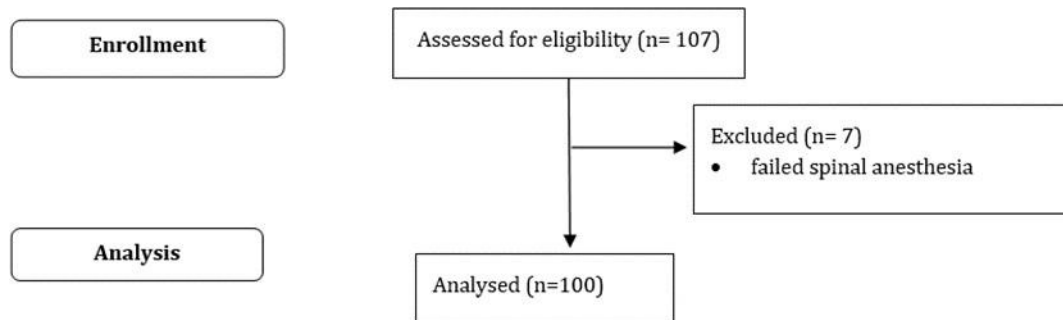 Enrollment
Assessed for eligibility (n= 107)
Excluded (n= 7)
• failed spinal anesthesia
Analysis
Analysed (n=100)